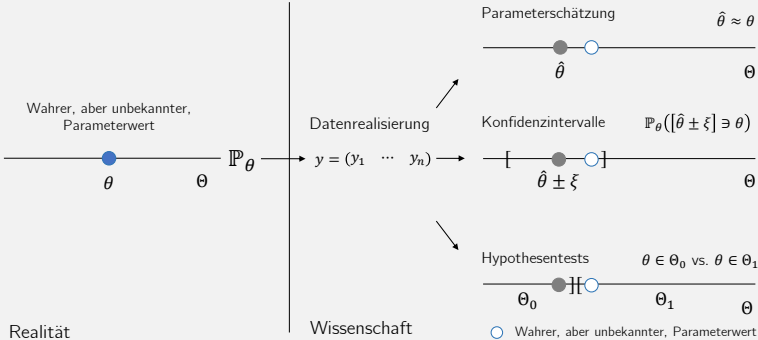 Wahrer, aber unbekannter,
Parameterwert
θ
Θ
ℙ_θ
Realität
Datenrealisierung
y = (y₁ ⋯ yₙ)
Wissenschaft
Parameterschätzung
θ̂ ≈ θ
θ̂
Θ
Konfidenzintervalle
ℙ_θ([θ̂ ± ξ] ∋ θ)
[ ]
θ̂ ± ξ
Θ
Hypothesentests
θ ∈ Θ₀ vs. θ ∈ Θ₁
][
Θ₀
Θ₁
Θ
Wahrer, aber unbekannter, Parameterwert